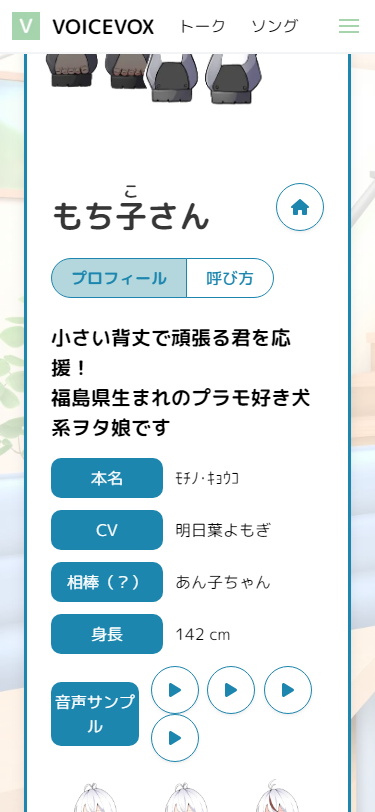 V VOICEVOX トーク ソング
こ
もち子さん
プロフィール 呼び方
小さい背丈で頑張る君を応
援！
福島県生まれのプラモ好き犬
系ヲタ娘です
本名 ﾓﾁﾉ･ｷｮｳｺ
CV 明日葉よもぎ
相棒（？） あん子ちゃん
身長 142 cm
音声サンプ
ル